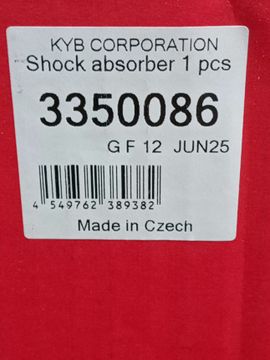 KYB CORPORATION
Shock absorber 1 pcs
3350086
G F 12 JUN25
4 549762 389382
Made in Czech